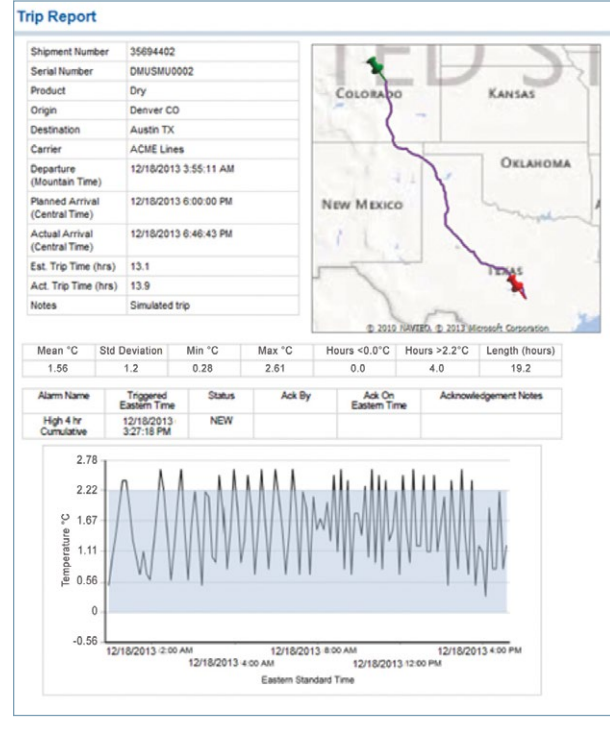 Trip Report
Shipment Number 35694402
Serial Number DMUSMU0002
Product Dry
Origin Denver CO
Destination Austin TX
Carrier ACME Lines
Departure
(Mountain Time) 12/18/2013 3:55:11 AM
Planned Arrival
(Central Time) 12/18/2013 6:00:00 PM
Actual Arrival
(Central Time) 12/18/2013 6:46:43 PM
Est. Trip Time (hrs) 13.1
Act. Trip Time (hrs) 13.9
Notes Simulated trip
TED S
COLORADO KANSAS
OKLAHOMA
NEW MEXICO
TEXAS
© 2010 NAVTEQ © 2013 Microsoft Corporation
Mean °C Std Deviation Min °C Max °C Hours <0.0°C Hours >2.2°C Length (hours)
1.56 1.2 0.28 2.61 0.0 4.0 19.2
Alarm Name Triggered Eastern Time Status Ack By Ack On Eastern Time Acknowledgement Notes
High 4 hr Cumulative 12/18/2013 3:27:18 PM NEW
Temperature °C
2.78
2.22
1.67
1.11
0.56
0
-0.56
12/18/2013 2:00 AM 12/18/2013 8:00 AM 12/18/2013 4:00 PM
12/18/2013 4:00 AM 12/18/2013 12:00 PM
Eastern Standard Time